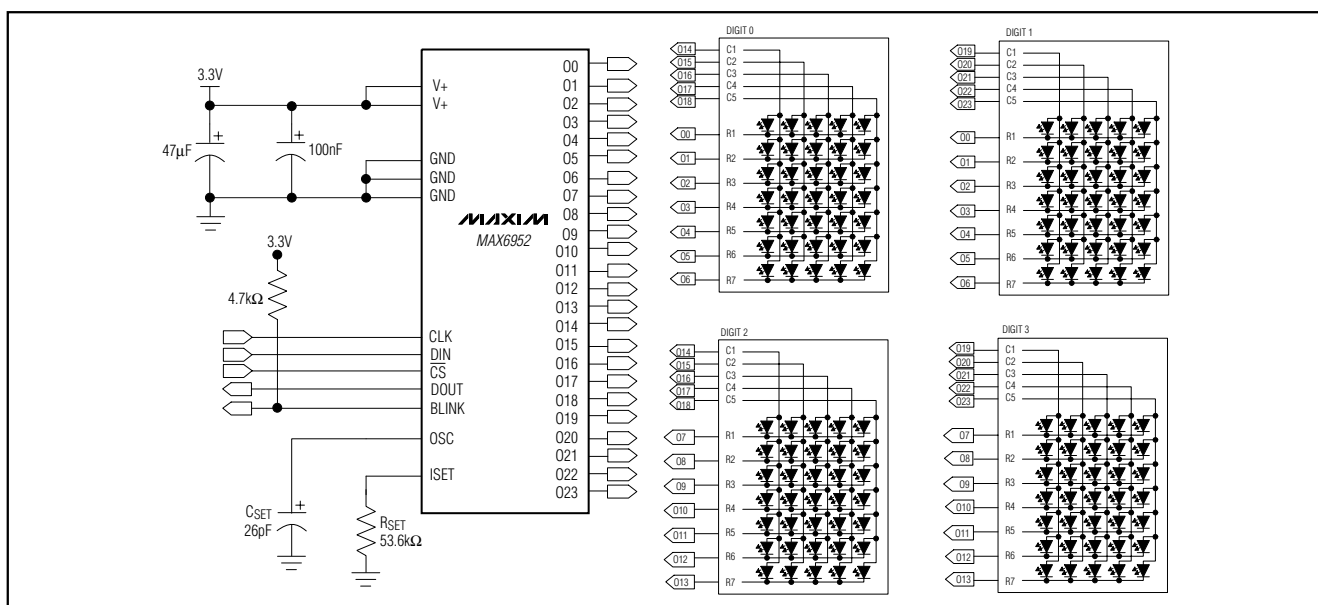 3.3V
47µF
100nF
3.3V
4.7kΩ
CSET
26pF
RSET
53.6kΩ
V+
V+
GND
GND
GND
MAXIM
MAX6952
CLK
DIN
CS
DOUT
BLINK
OSC
ISET
O0
O1
O2
O3
O4
O5
O6
O7
O8
O9
O10
O11
O12
O13
O14
O15
O16
O17
O18
O19
O20
O21
O22
O23
DIGIT 0
O14 C1
O15 C2
O16 C3
O17 C4
O18 C5
O0 R1
O1 R2
O2 R3
O3 R4
O4 R5
O5 R6
O6 R7
DIGIT 1
O19 C1
O20 C2
O21 C3
O22 C4
O23 C5
O0 R1
O1 R2
O2 R3
O3 R4
O4 R5
O5 R6
O6 R7
DIGIT 2
O14 C1
O15 C2
O16 C3
O17 C4
O18 C5
O7 R1
O8 R2
O9 R3
O10 R4
O11 R5
O12 R6
O13 R7
DIGIT 3
O19 C1
O20 C2
O21 C3
O22 C4
O23 C5
O7 R1
O8 R2
O9 R3
O10 R4
O11 R5
O12 R6
O13 R7